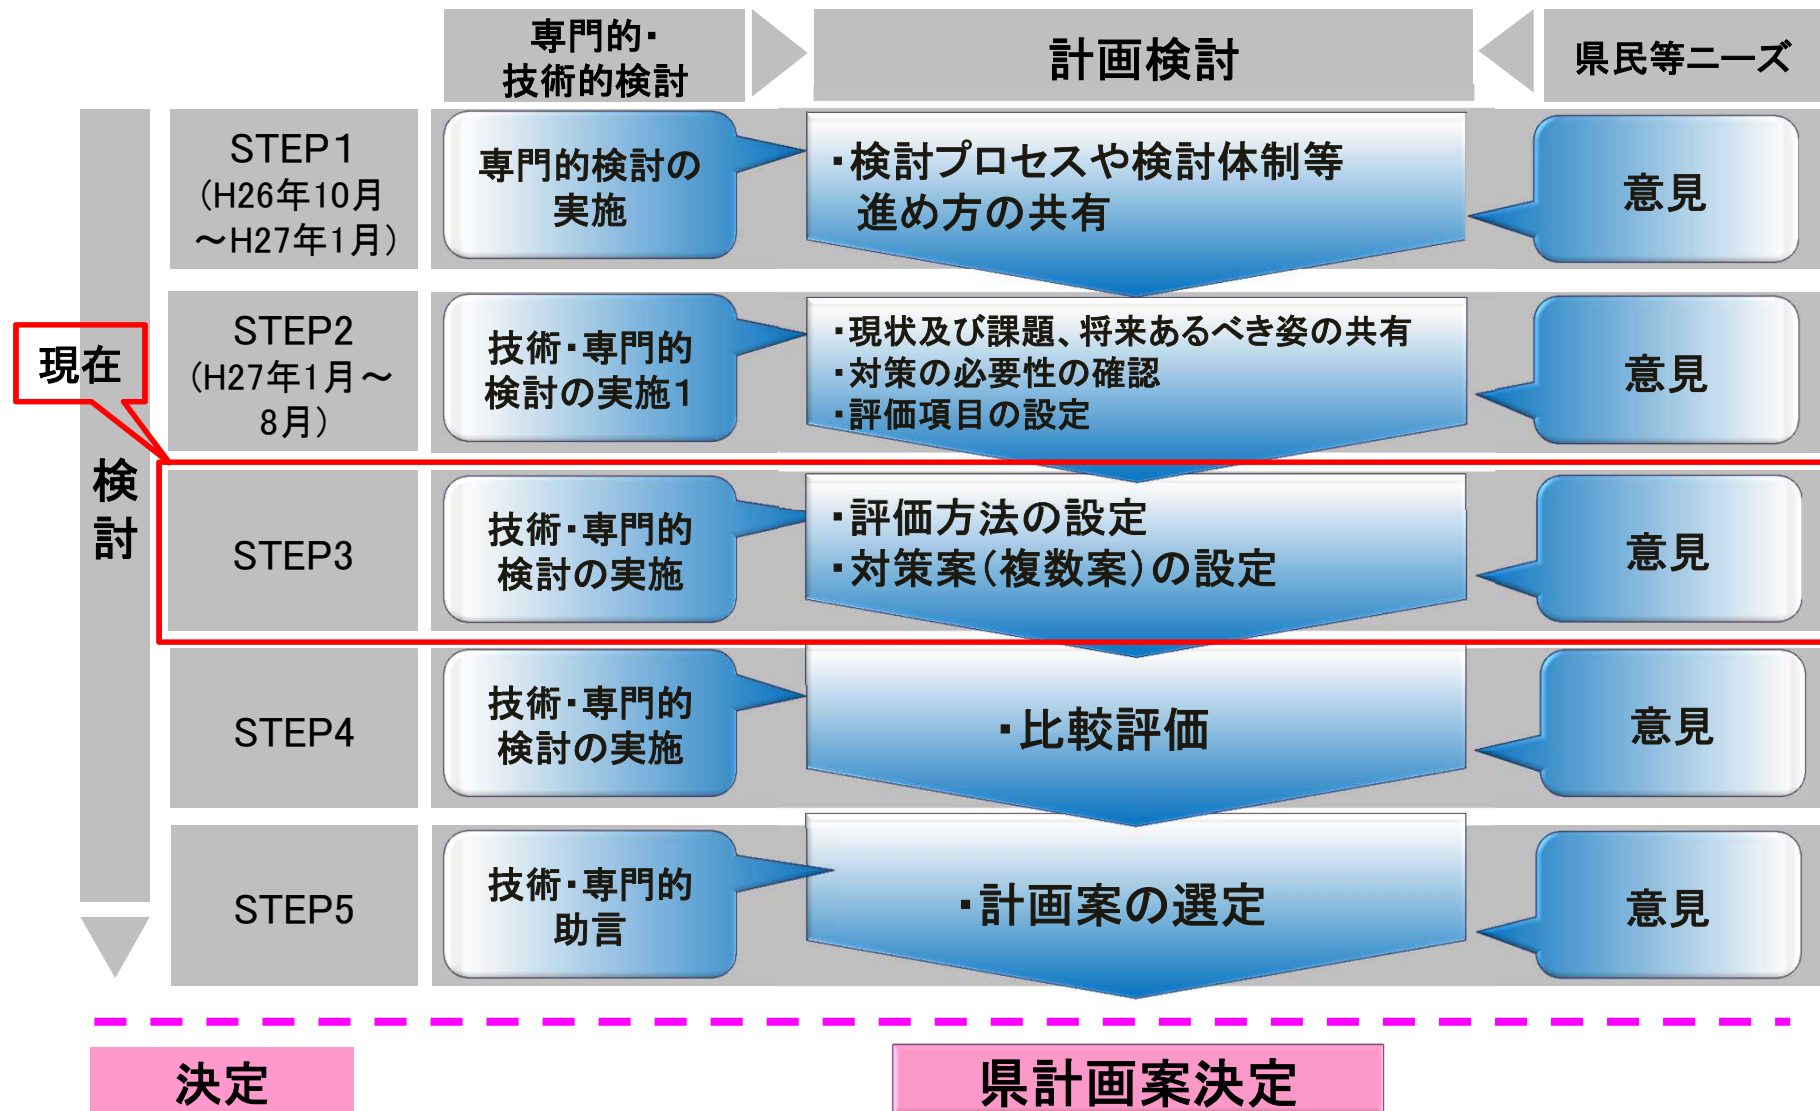 専門的・
技術的検討
計画検討
県民等ニーズ
検討
STEP1
(H26年10月
～H27年1月)
専門的検討の
実施
・検討プロセスや検討体制等
進め方の共有
意見
現在
STEP2
(H27年1月～
8月)
技術・専門的
検討の実施1
・現状及び課題、将来あるべき姿の共有
・対策の必要性の確認
・評価項目の設定
意見
STEP3
技術・専門的
検討の実施
・評価方法の設定
・対策案(複数案)の設定
意見
STEP4
技術・専門的
検討の実施
・比較評価
意見
STEP5
技術・専門的
助言
・計画案の選定
意見
決定
県計画案決定